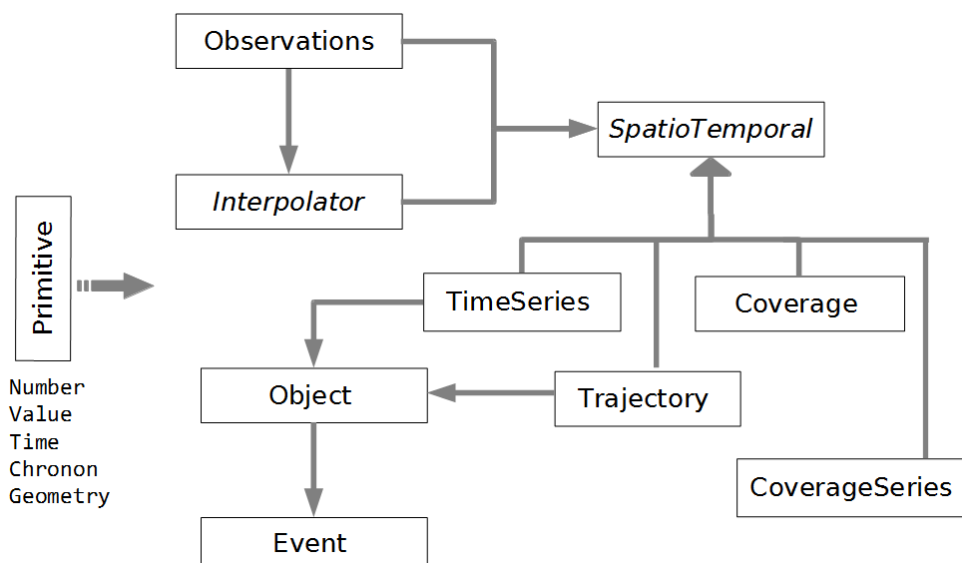 Observations
SpatioTemporal
Interpolator
Primitive
TimeSeries
Coverage
Object
Trajectory
Number
Value
Time
Chronon
Geometry
CoverageSeries
Event